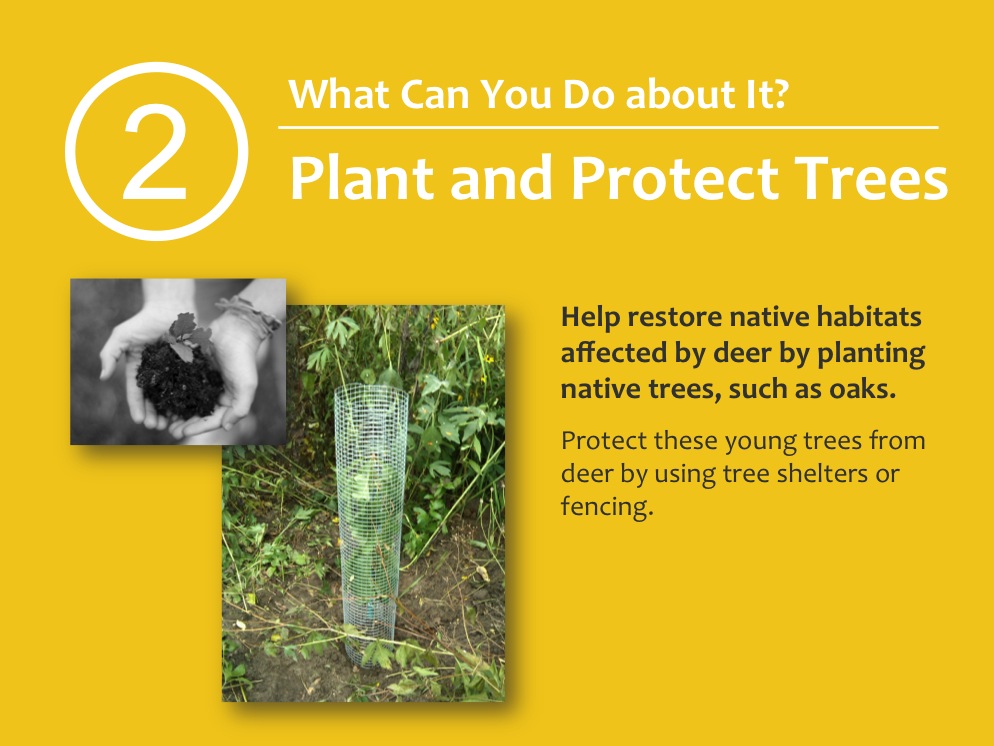 2
What Can You Do about It?
Plant and Protect Trees
Help restore native habitats
affected by deer by planting
native trees, such as oaks.
Protect these young trees from
deer by using tree shelters or
fencing.